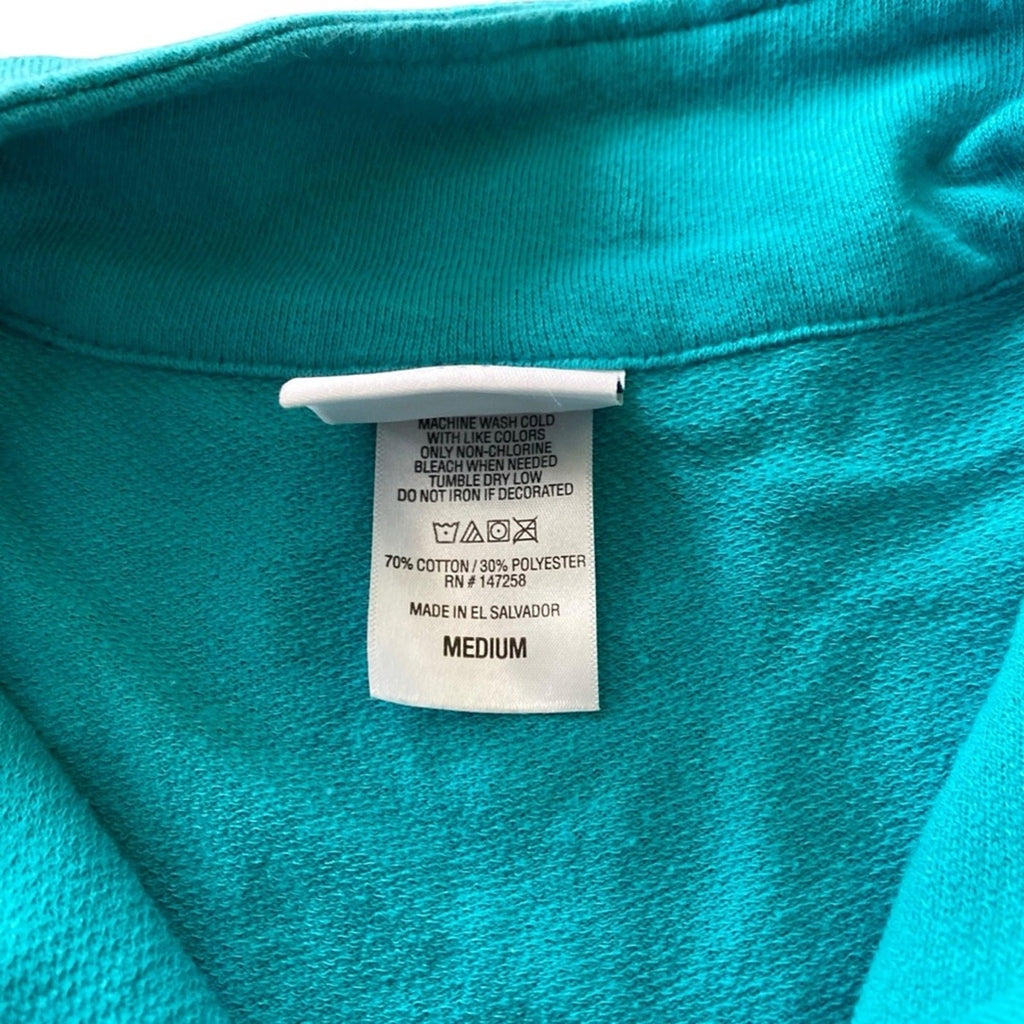 MACHINE WASH COLD
WITH LIKE COLORS
ONLY NON-CHLORINE
BLEACH WHEN NEEDED
TUMBLE DRY LOW
DO NOT IRON IF DECORATED
70% COTTON / 30% POLYESTER
RN # 147258
MADE IN EL SALVADOR
MEDIUM